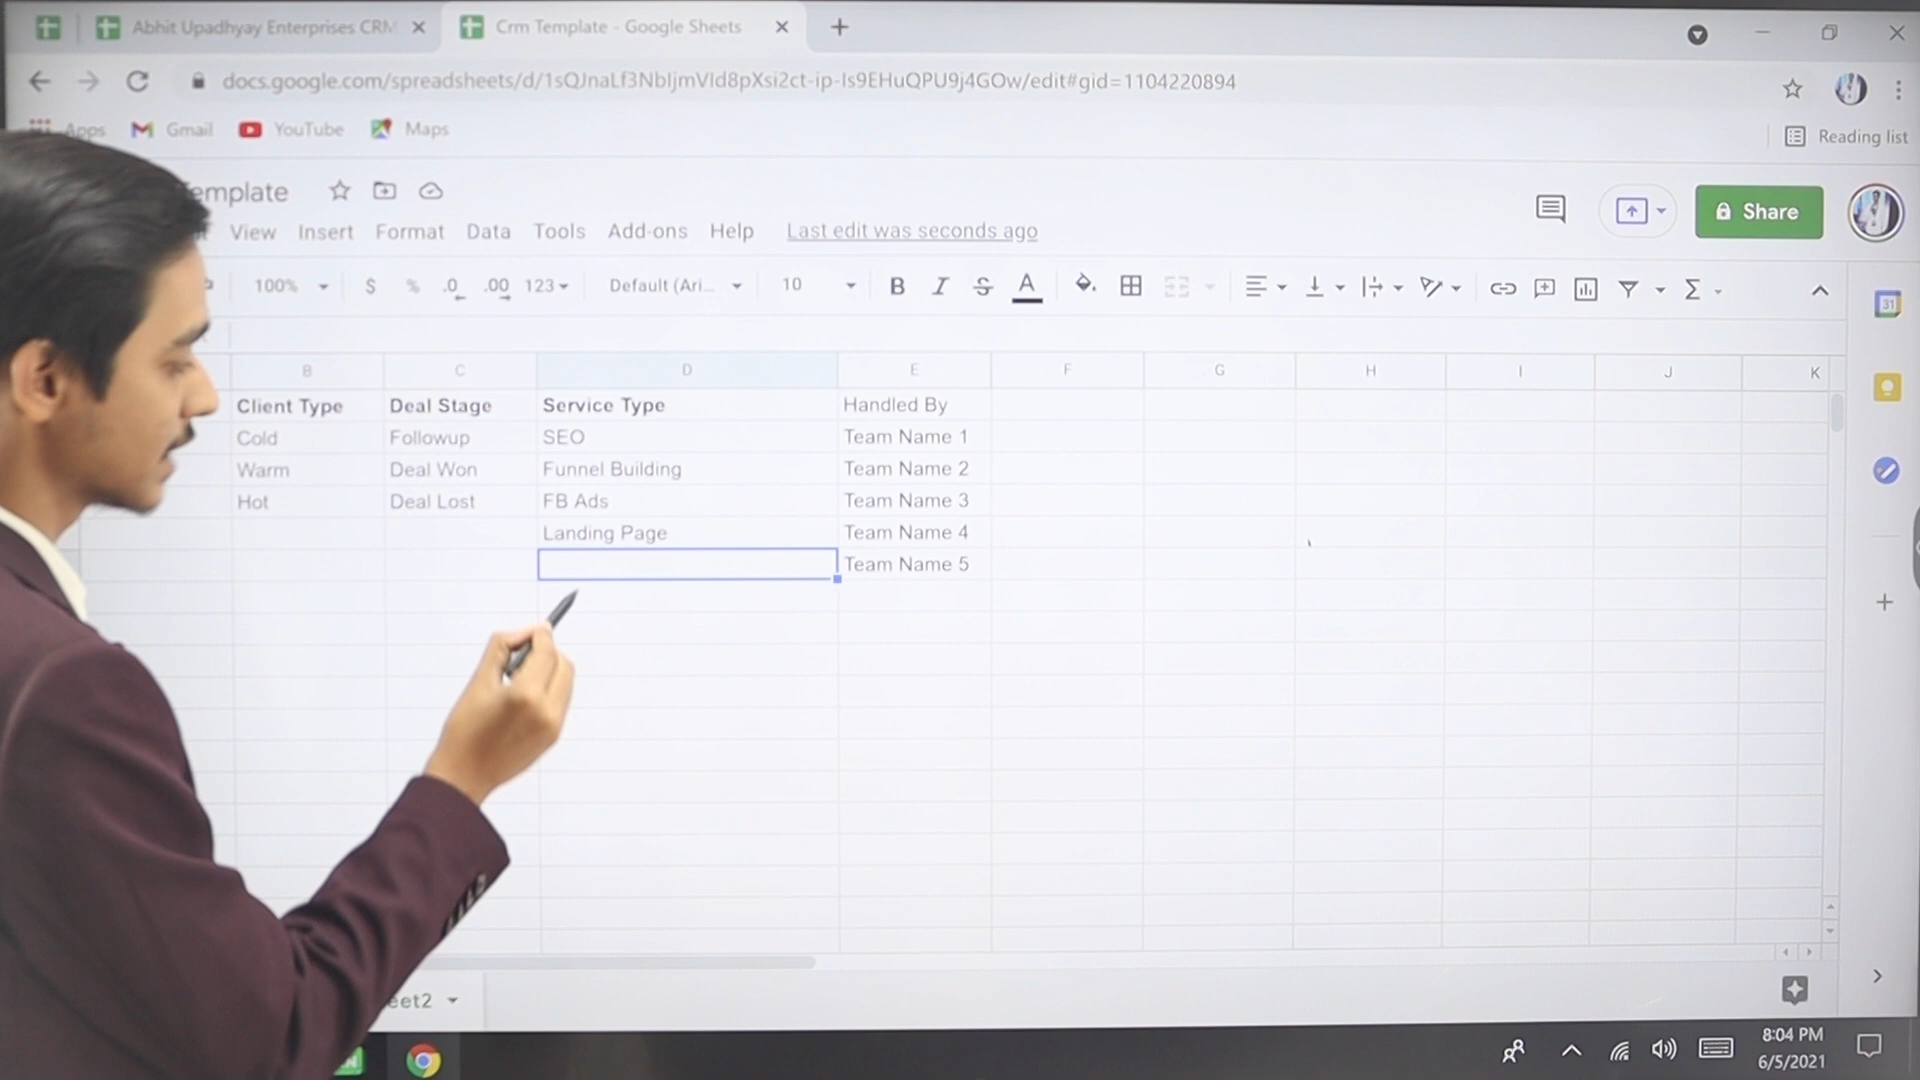 Abhit Upadhyay Enterprises CRM
Crm Template - Google Sheets
docs.google.com/spreadsheets/d/1sQJnaLf3NbljmVld8pXsi2ct-ip-Is9EHuQPU9j4GOw/edit#gid=1104220894
Apps Gmail YouTube Maps
Reading list
emplate
View Insert Format Data Tools Add-ons Help Last edit was seconds ago
Share
100% $ % .0 .00 123 Default (Ari... 10 B I S A
31
B C D E F G H I J K
Client Type Deal Stage Service Type Handled By
Cold Followup SEO Team Name 1
Warm Deal Won Funnel Building Team Name 2
Hot Deal Lost FB Ads Team Name 3
Landing Page Team Name 4
Team Name 5
eet2
8:04 PM
6/5/2021